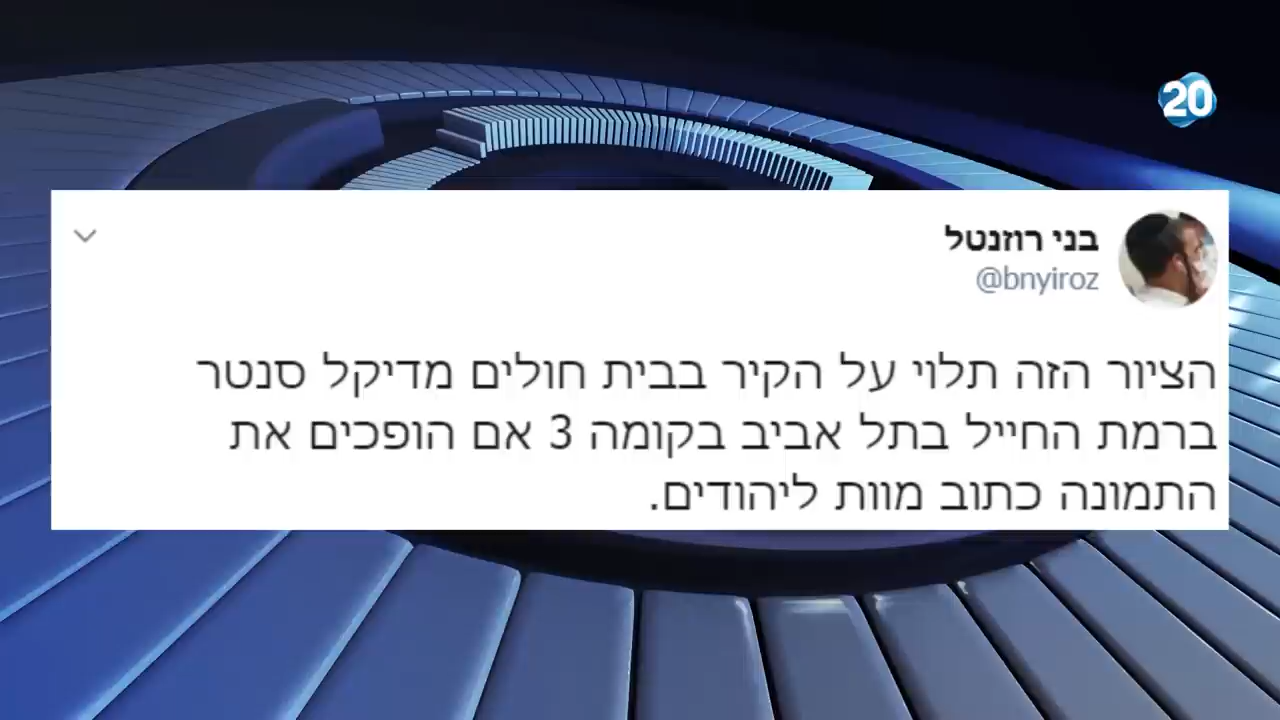 20
בני רוזנטל
@bnyiroz
הציור הזה תלוי על הקיר בבית חולים מדיקל סנטר
ברמת החייל בתל אביב בקומה 3 אם הופכים את
התמונה כתוב מוות ליהודים.